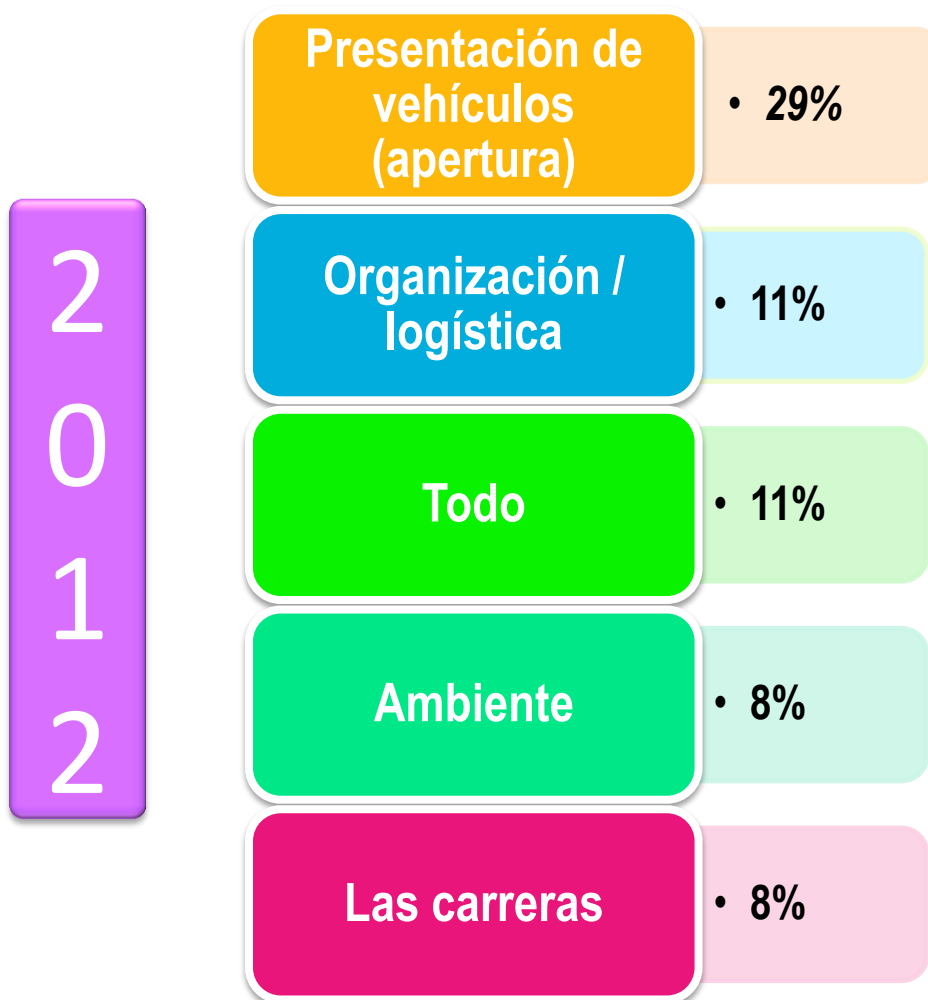 2
0
1
2
Presentación de
vehículos
(apertura)
• 29%
Organización /
logística
• 11%
Todo
• 11%
Ambiente
• 8%
Las carreras
• 8%